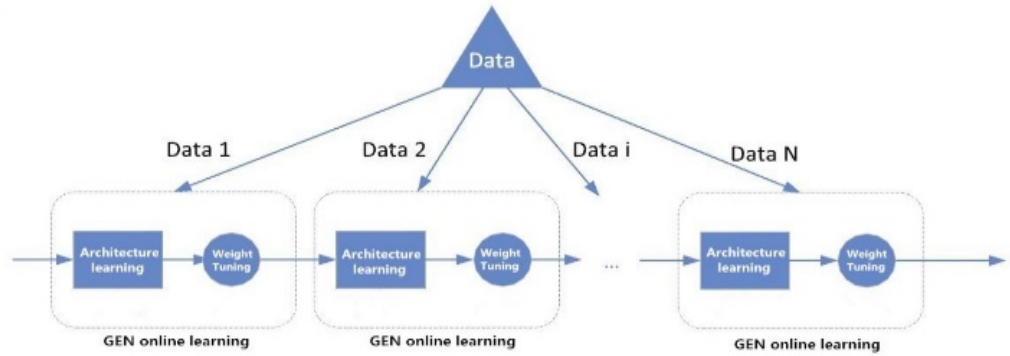 Data
Data 1
Data 2
Data i
Data N
Architecture
learning
Weight
Tuning
Architecture
learning
Weight
Tuning
...
Architecture
learning
Weight
Tuning
GEN online learning
GEN online learning
GEN online learning